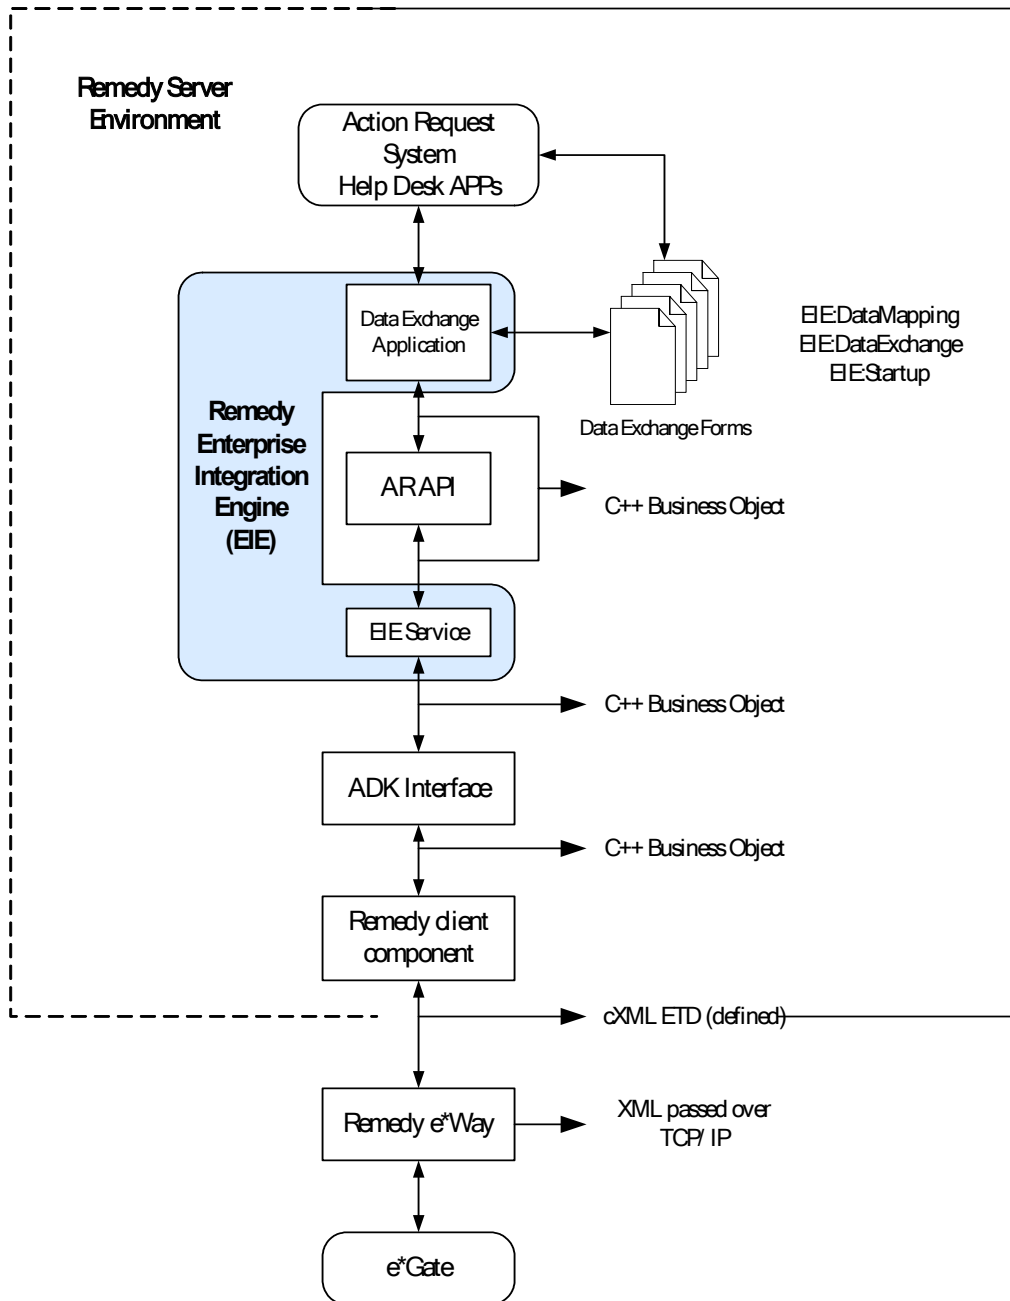 Remedy Server
Environment
Action Request
System
Help Desk APPs
Data Exchange
Application
EIE:DataMapping
EIE:DataExchange
EIE:Startup
Data Exchange Forms
Remedy
Enterprise
Integration
Engine
(EIE)
AR API
C++ Business Object
EIE Service
C++ Business Object
ADK Interface
C++ Business Object
Remedy client
component
cXML ETD (defined)
Remedy e*Way
XML passed over
TCP/ IP
e*Gate